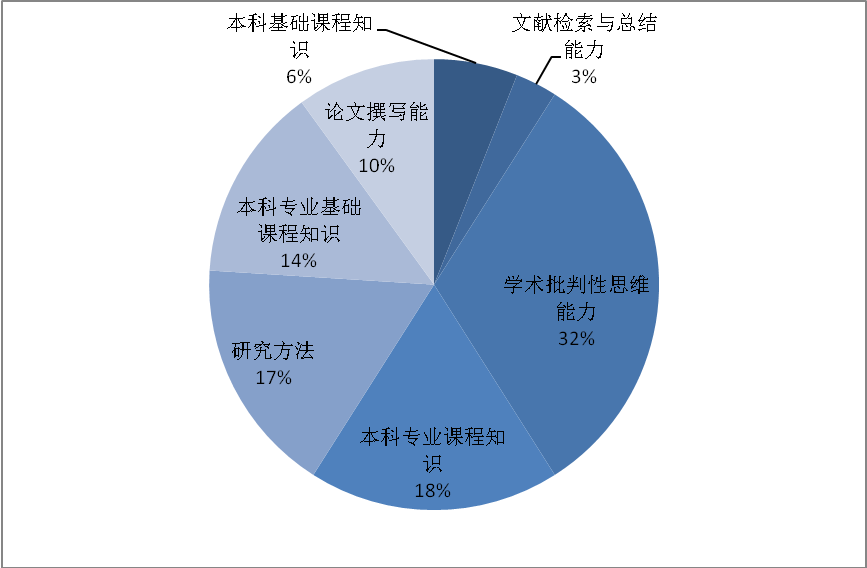 本科基础课程知
识
6%
文献检索与总结
能力
3%
论文撰写能
力
10%
本科专业基础
课程知识
14%
学术批判性思维
能力
32%
研究方法
17%
本科专业课程知
识
18%